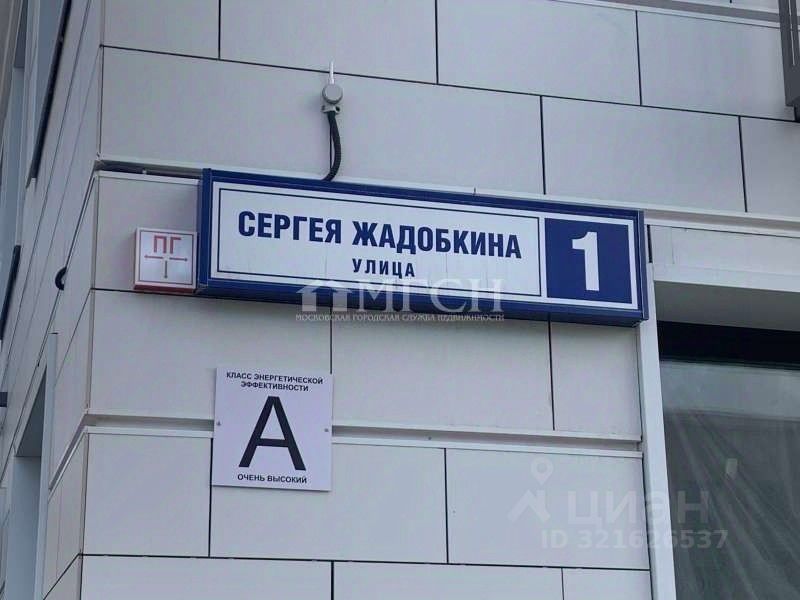 СЕРГЕЯ ЖАДОБКИНА
УЛИЦА
1
ПГ
МГСН
МОСКОВСКАЯ ГОРОДСКАЯ СЛУЖБА НЕДВИЖИМОСТИ
КЛАСС ЭНЕРГЕТИЧЕСКОЙ
ЭФФЕКТИВНОСТИ
А
ОЧЕНЬ ВЫСОКИЙ
циан
ID 321626537